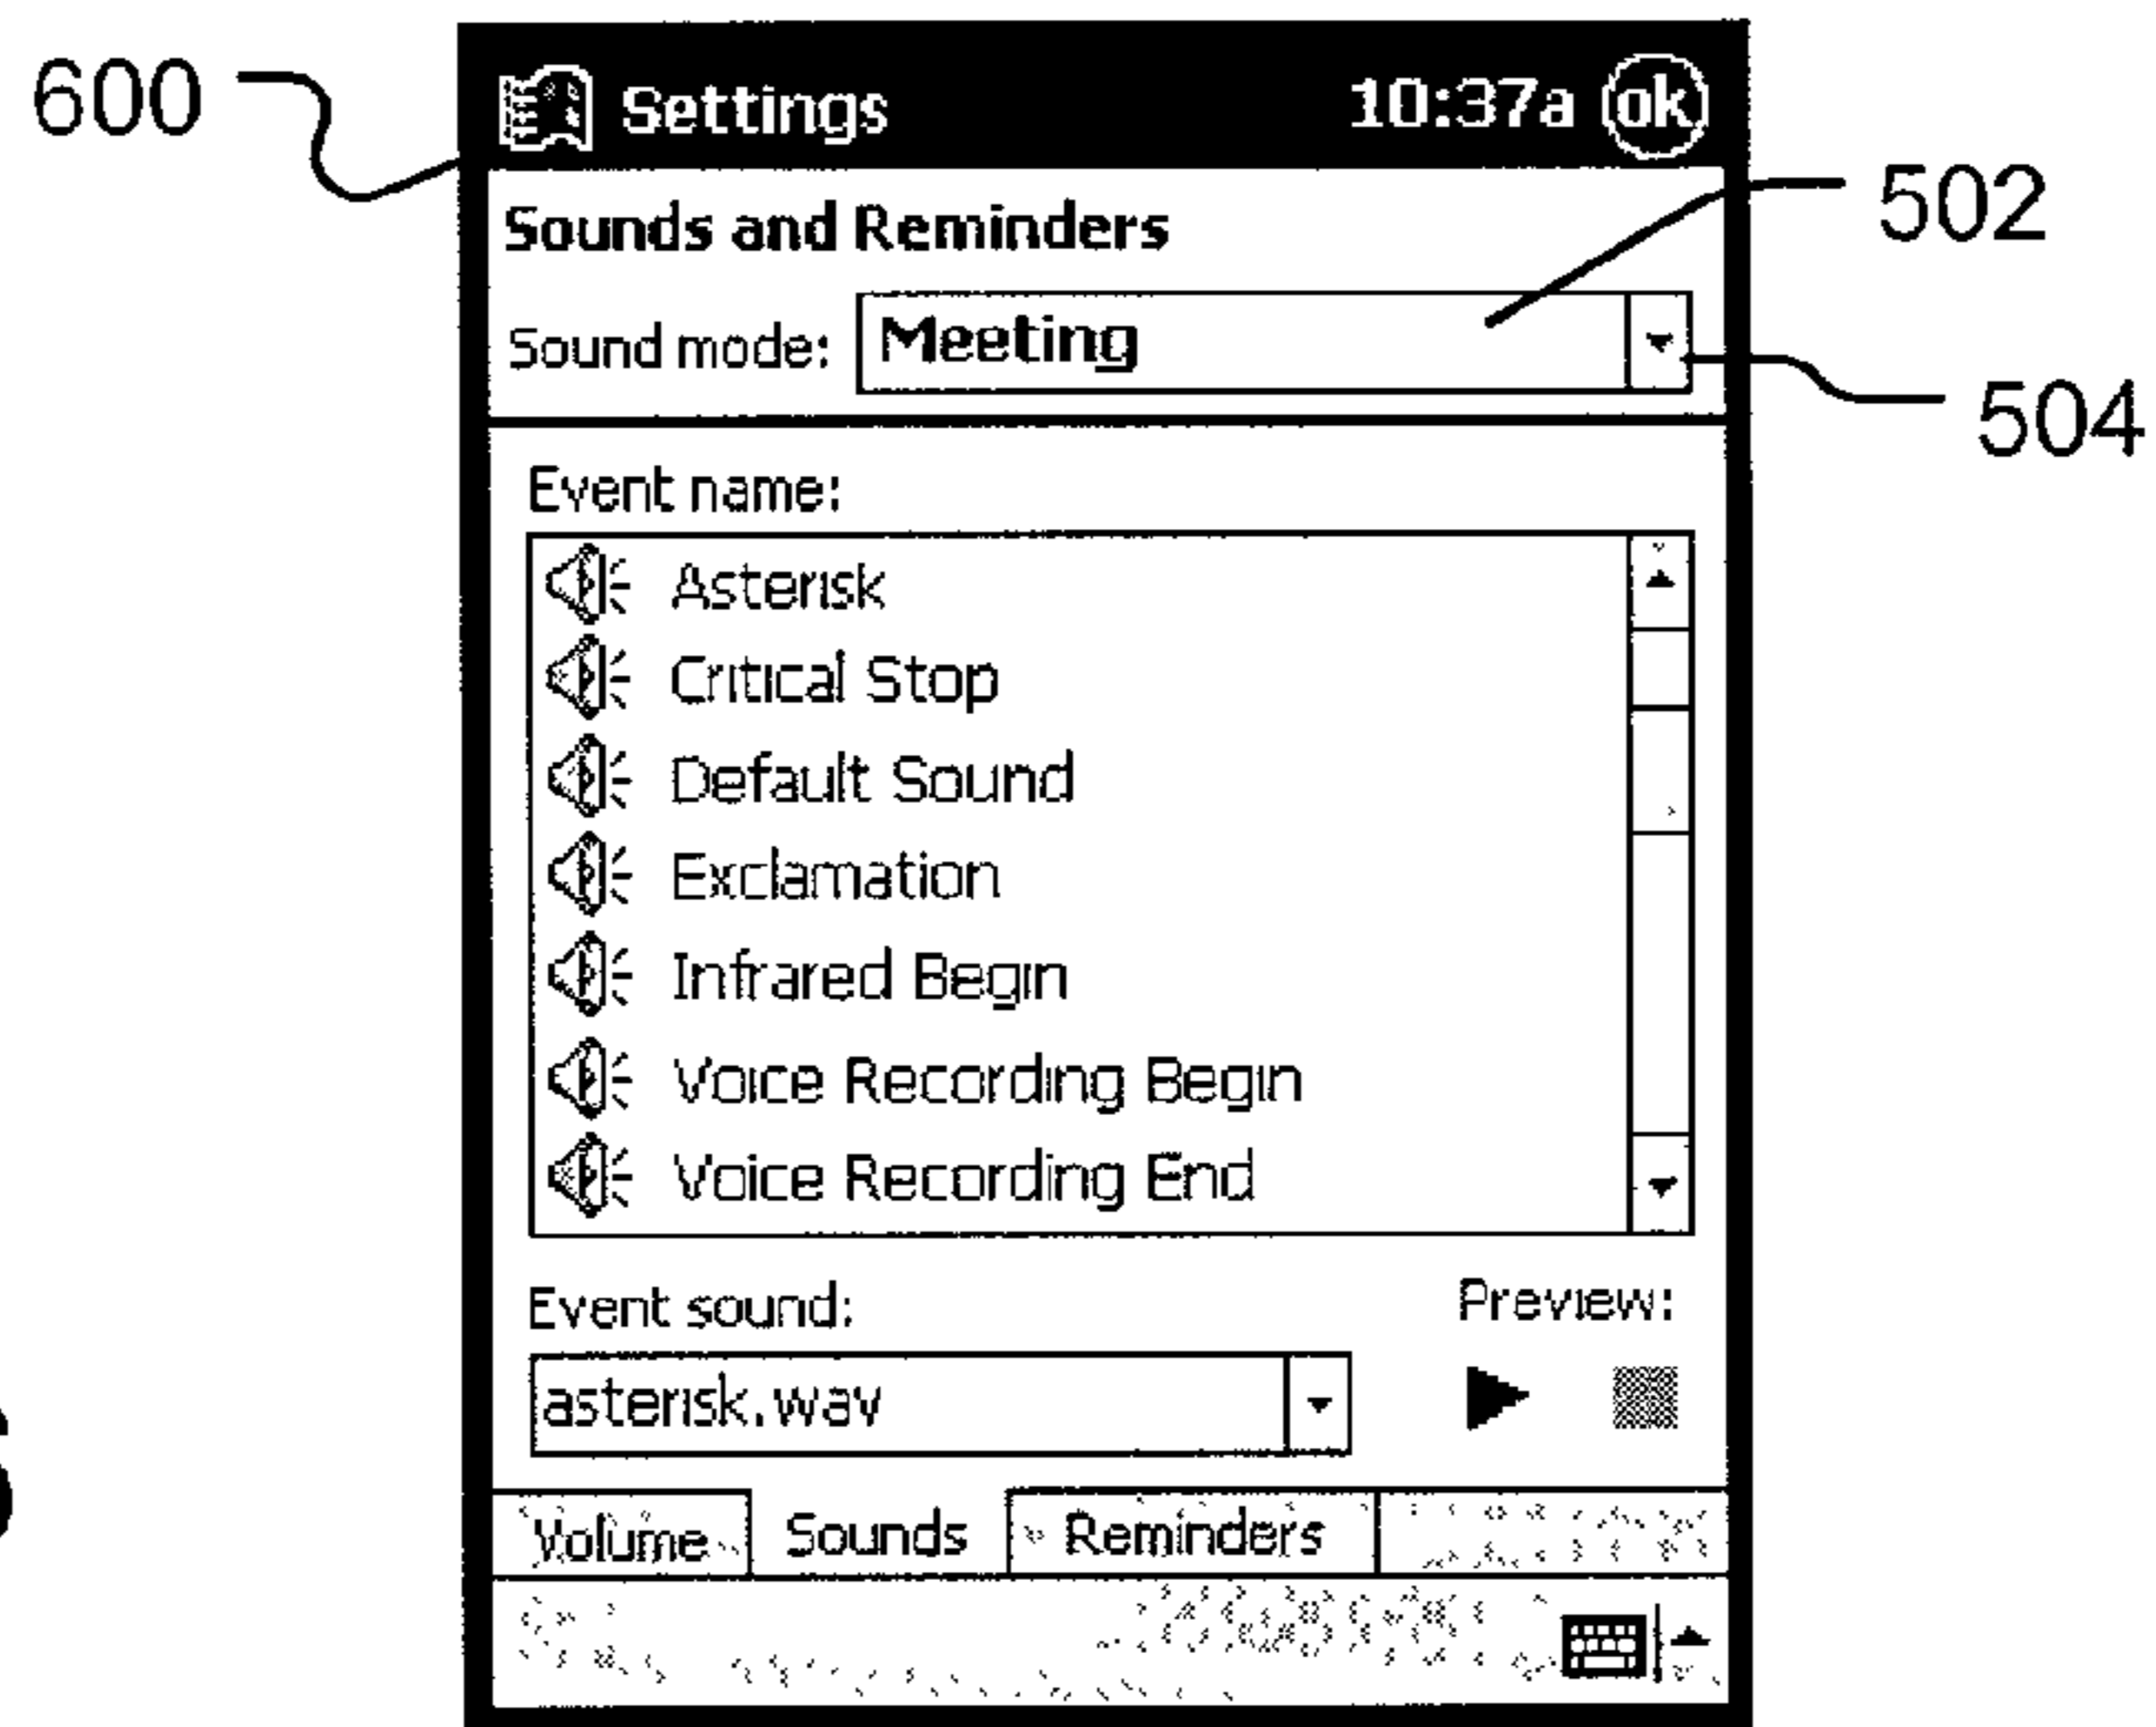 600
Settings 10:37a ok
502
Sounds and Reminders
Sound mode: Meeting
504
Event name:
Asterisk
Critical Stop
Default Sound
Exclamation
Infrared Begin
Voice Recording Begin
Voice Recording End
Event sound: Preview:
asterisk.wav
Volume Sounds Reminders